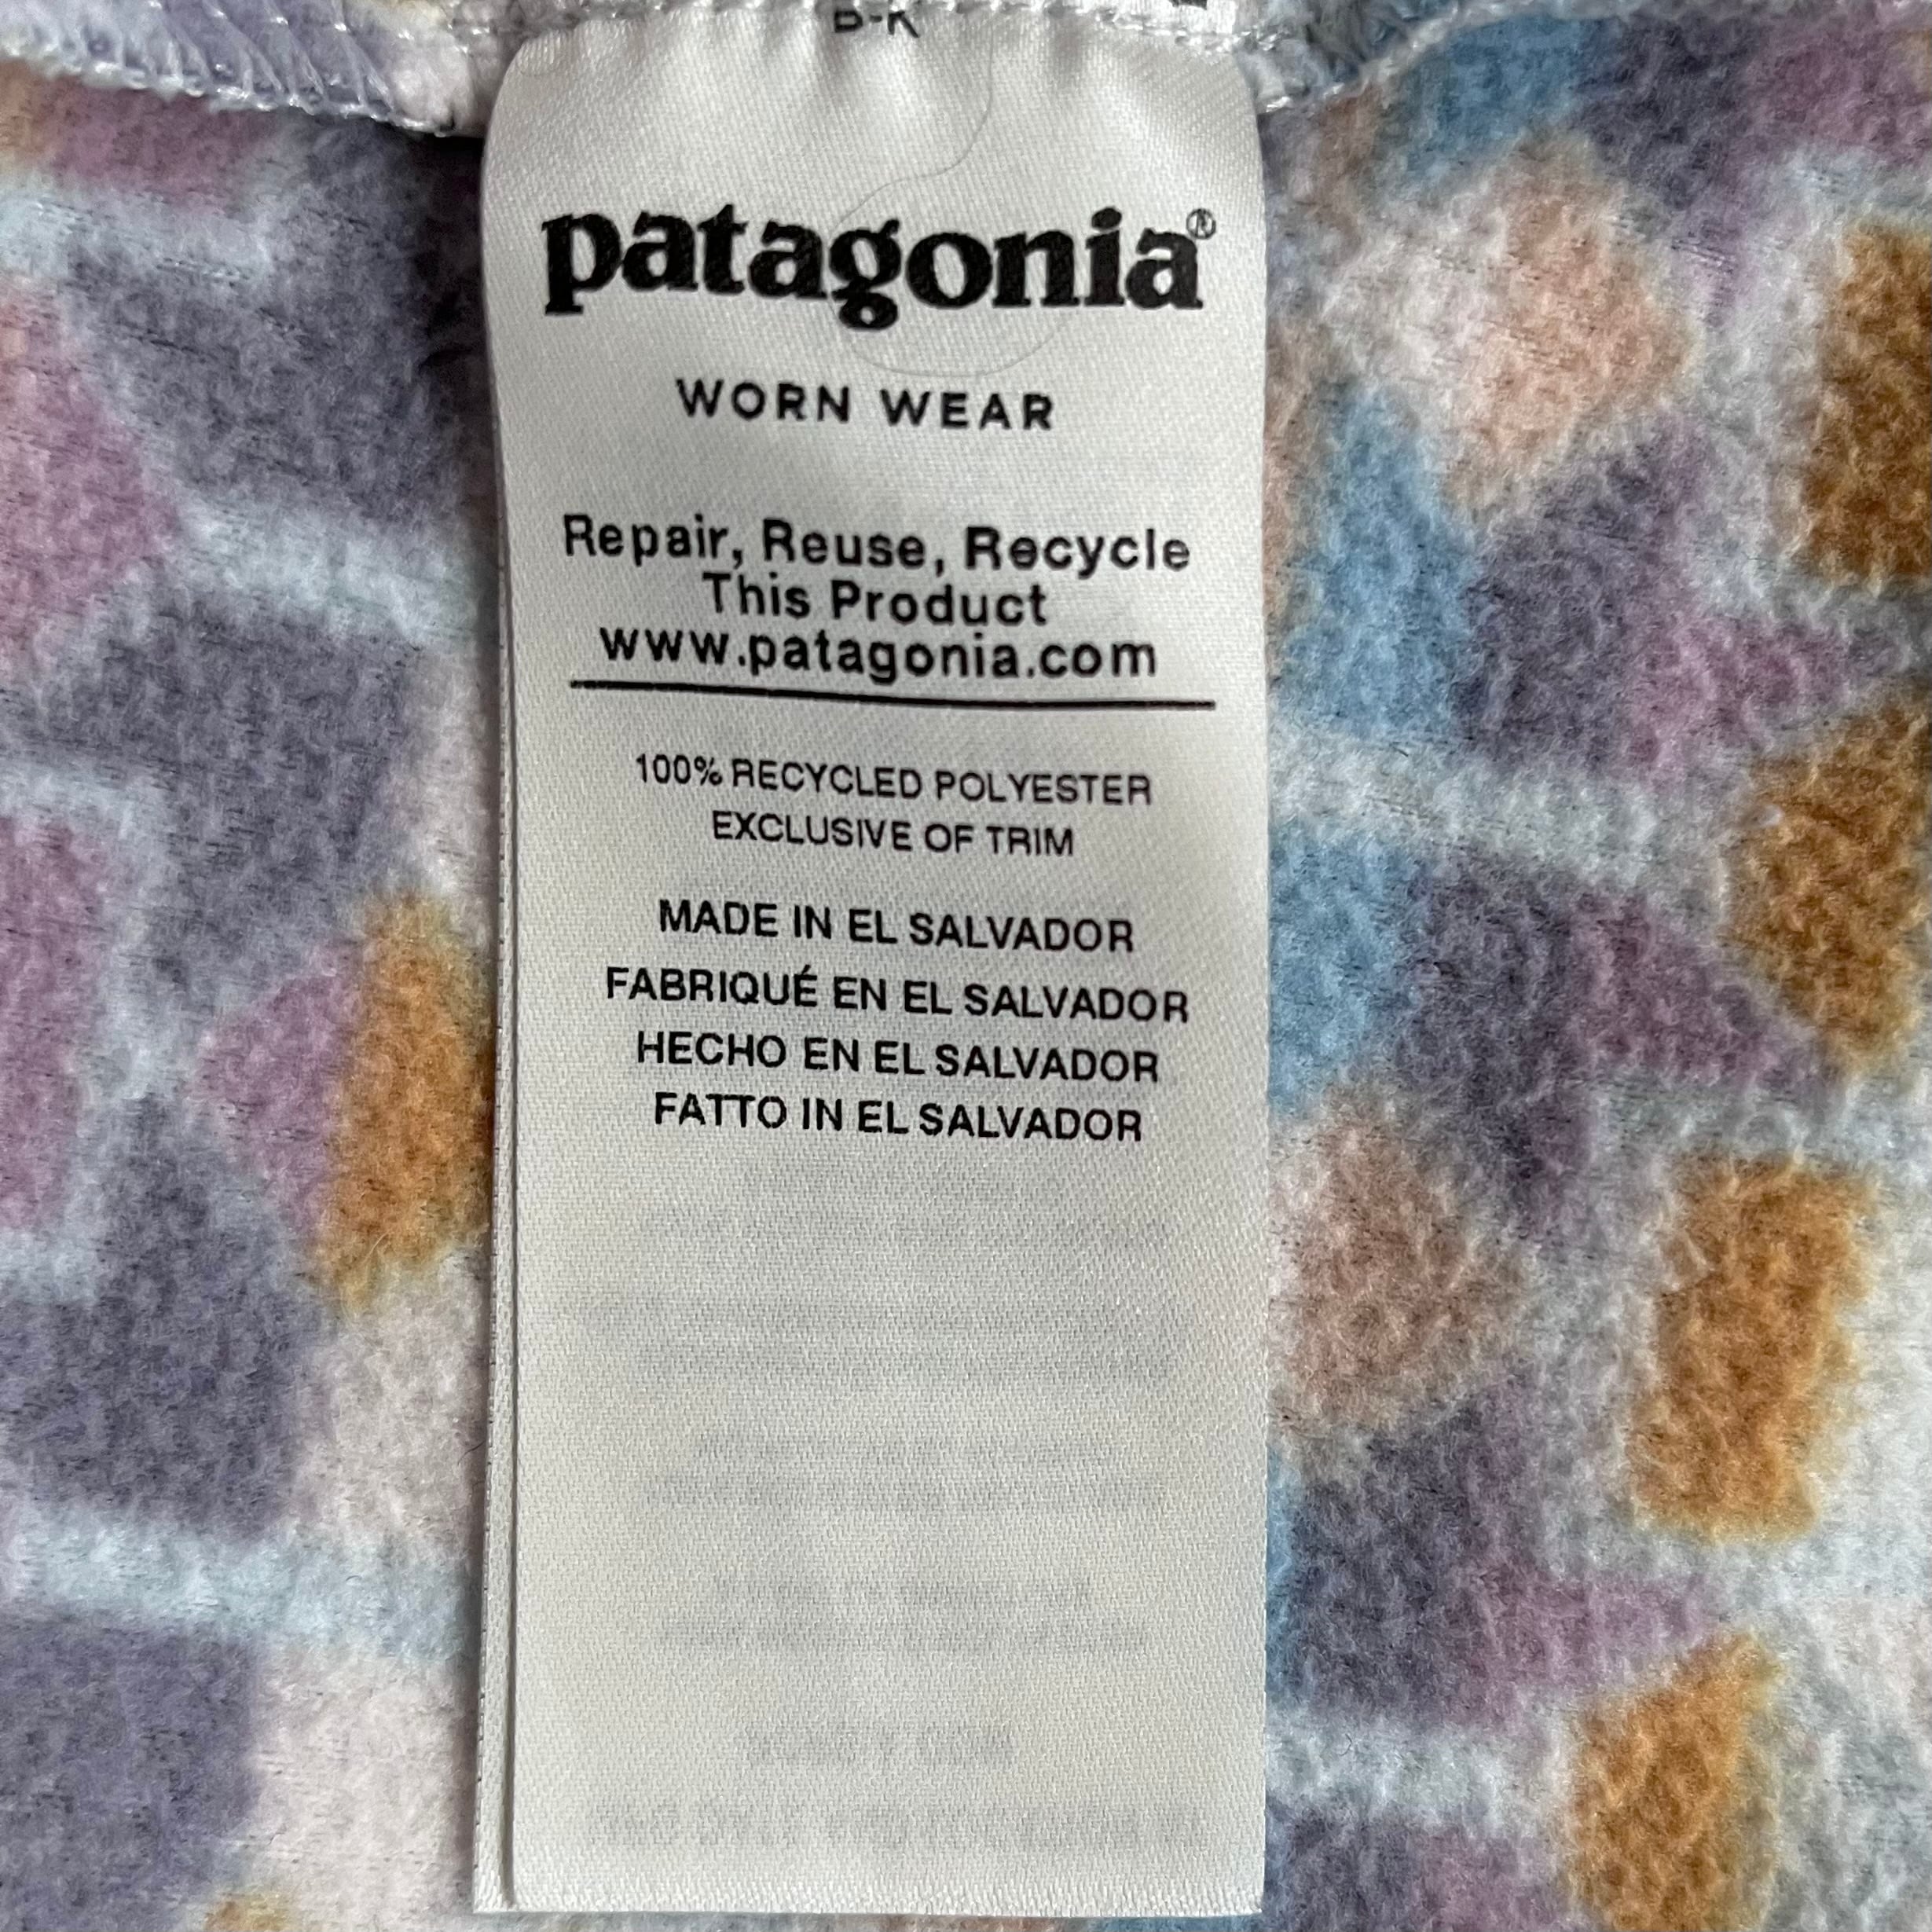 patagonia®
WORN WEAR
Repair, Reuse, Recycle
This Product
www.patagonia.com
100% RECYCLED POLYESTER
EXCLUSIVE OF TRIM
MADE IN EL SALVADOR
FABRIQUÉ EN EL SALVADOR
HECHO EN EL SALVADOR
FATTO IN EL SALVADOR